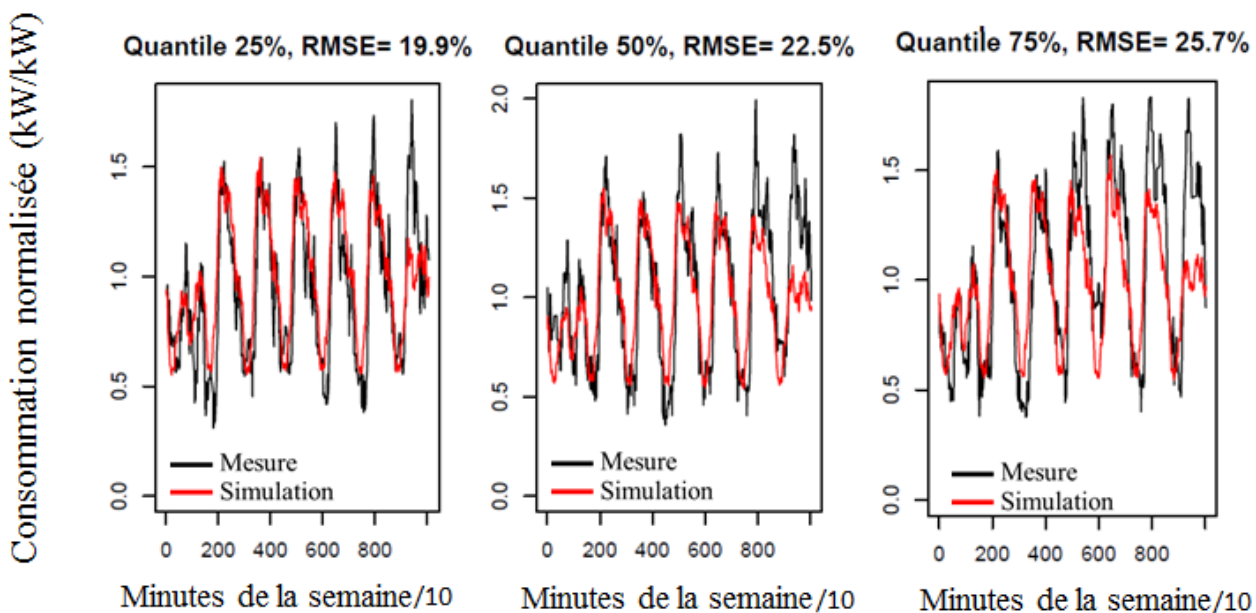 Consommation normalisée (kW/kW)
Quantile 25%, RMSE= 19.9%
0.0 0.5 1.0 1.5
Mesure
Simulation
0 200 400 600 800
Minutes de la semaine/10
Quantile 50%, RMSE= 22.5%
0.0 0.5 1.0 1.5 2.0
Mesure
Simulation
0 200 400 600 800
Minutes de la semaine/10
Quantile 75%, RMSE= 25.7%
0.0 0.5 1.0 1.5
Mesure
Simulation
0 200 400 600 800
Minutes de la semaine/10